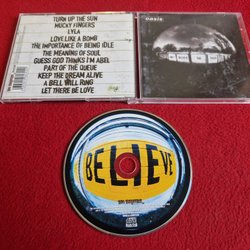 TURN UP THE SUN
MUCKY FINGERS
LYLA
LOVE LIKE A BOMB
THE IMPORTANCE OF BEING IDLE
THE MEANING OF SOUL
GUESS GOD THINKS I'M ABEL
PART OF THE QUEUE
KEEP THE DREAM ALIVE
A BELL WILL RING
LET THERE BE LOVE
oasis
BELIEVE